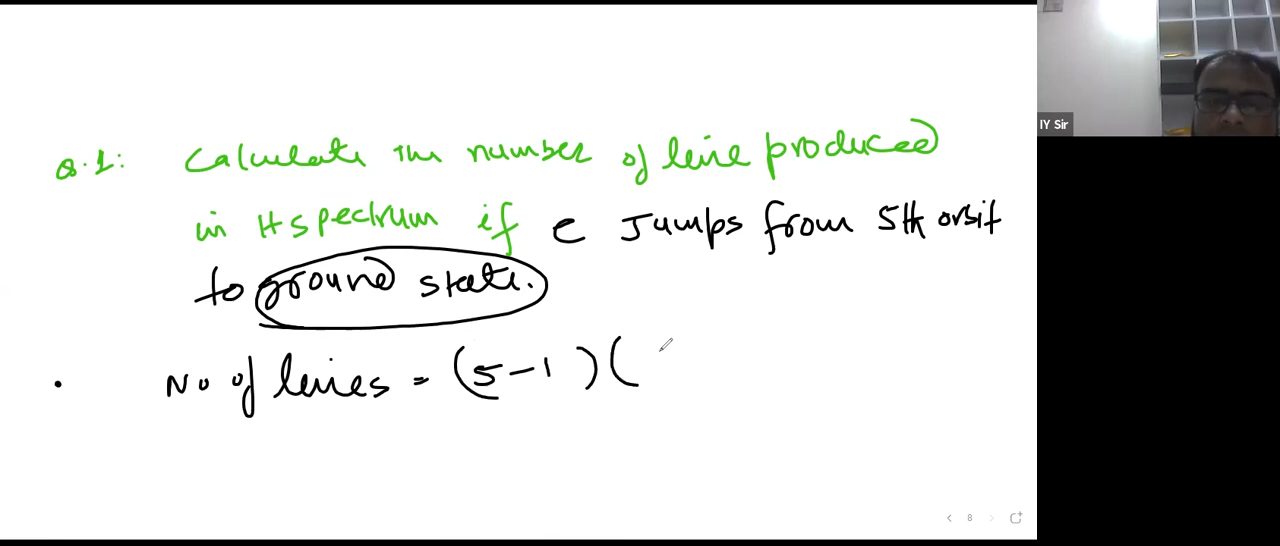 Q.1: Calculate the number of line produced
in H spectrum if e Jumps from 5th orbit
to ground state.
No of lines = (5-1)(
IY Sir
8